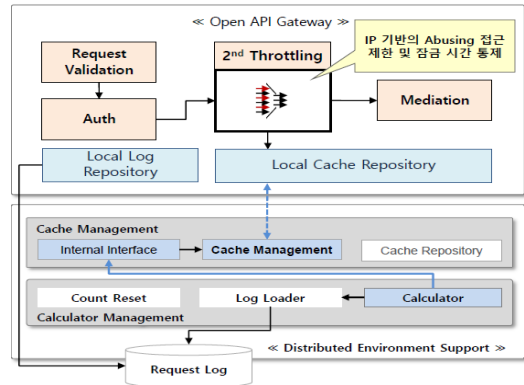 ≪ Open API Gateway ≫
Request
Validation
2nd Throttling
IP 기반의 Abusing 접근
제한 및 잠금 시간 통제
Auth
Mediation
Local Log
Repository
Local Cache Repository
Cache Management
Internal Interface
Cache Management
Cache Repository
Count Reset
Log Loader
Calculator
Calculator Management
≪ Distributed Environment Support ≫
Request Log